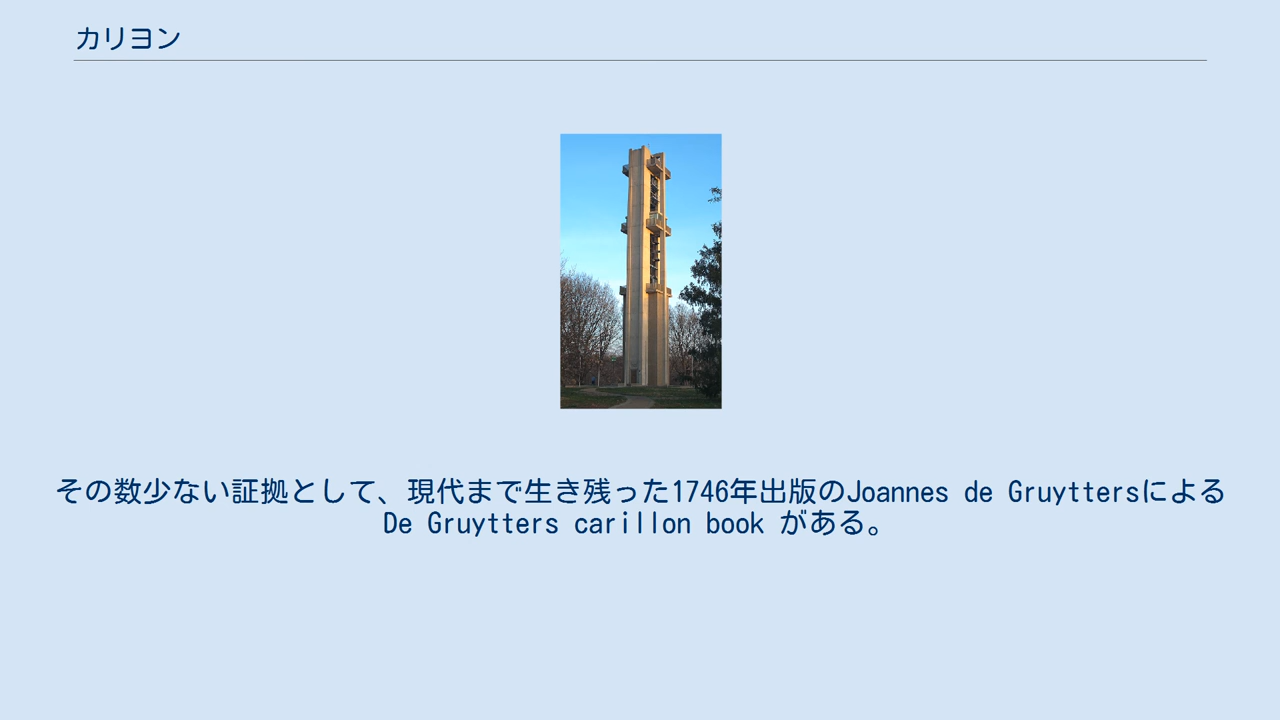 カリヨン
その数少ない証拠として、現代まで生き残った1746年出版のJoannes de Gruyttersによる
De Gruytters carillon book がある。